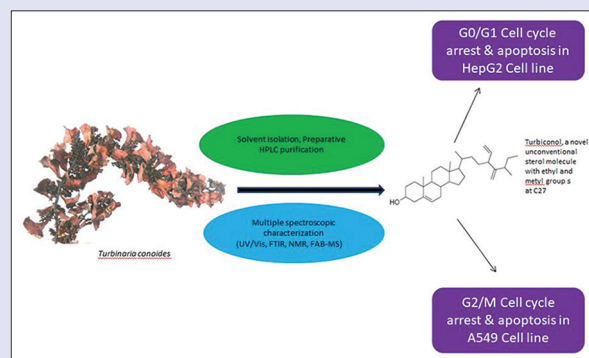 G0/G1 Cell cycle
arrest & apoptosis in
HepG2 Cell line
Solvent isolation, Preparative
HPLC purification
Turbiconol, a novel
unconventional
sterol molecule
with ethyl and
metyl group s
at C27
HO
Multiple spectroscopic
characterization
(UV/Vis, FTIR, NMR, FAB-MS)
Turbinaria conoides
G2/M Cell cycle
arrest & apoptosis in
A549 Cell line